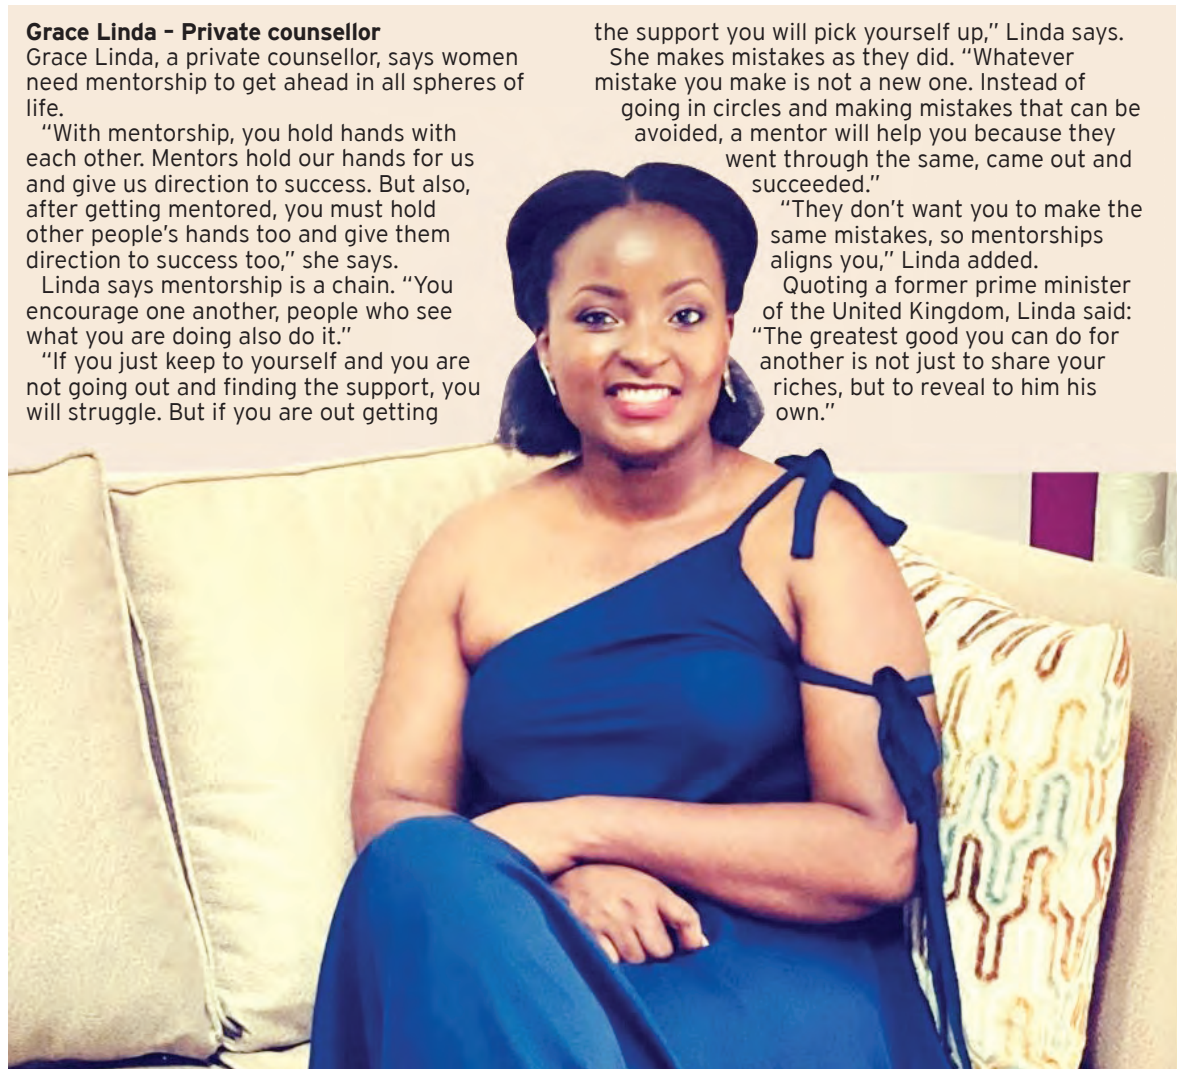 Grace Linda – Private counsellor
Grace Linda, a private counsellor, says women
need mentorship to get ahead in all spheres of
life.
“With mentorship, you hold hands with
each other. Mentors hold our hands for us
and give us direction to success. But also,
after getting mentored, you must hold
other people’s hands too and give them
direction to success too,” she says.
Linda says mentorship is a chain. “You
encourage one another, people who see
what you are doing also do it.”
“If you just keep to yourself and you are
not going out and finding the support, you
will struggle. But if you are out getting
the support you will pick yourself up,” Linda says.
She makes mistakes as they did. “Whatever
mistake you make is not a new one. Instead of
going in circles and making mistakes that can be
avoided, a mentor will help you because they
went through the same, came out and
succeeded.”
“They don’t want you to make the
same mistakes, so mentorships
aligns you,” Linda added.
Quoting a former prime minister
of the United Kingdom, Linda said:
“The greatest good you can do for
another is not just to share your
riches, but to reveal to him his
own.”